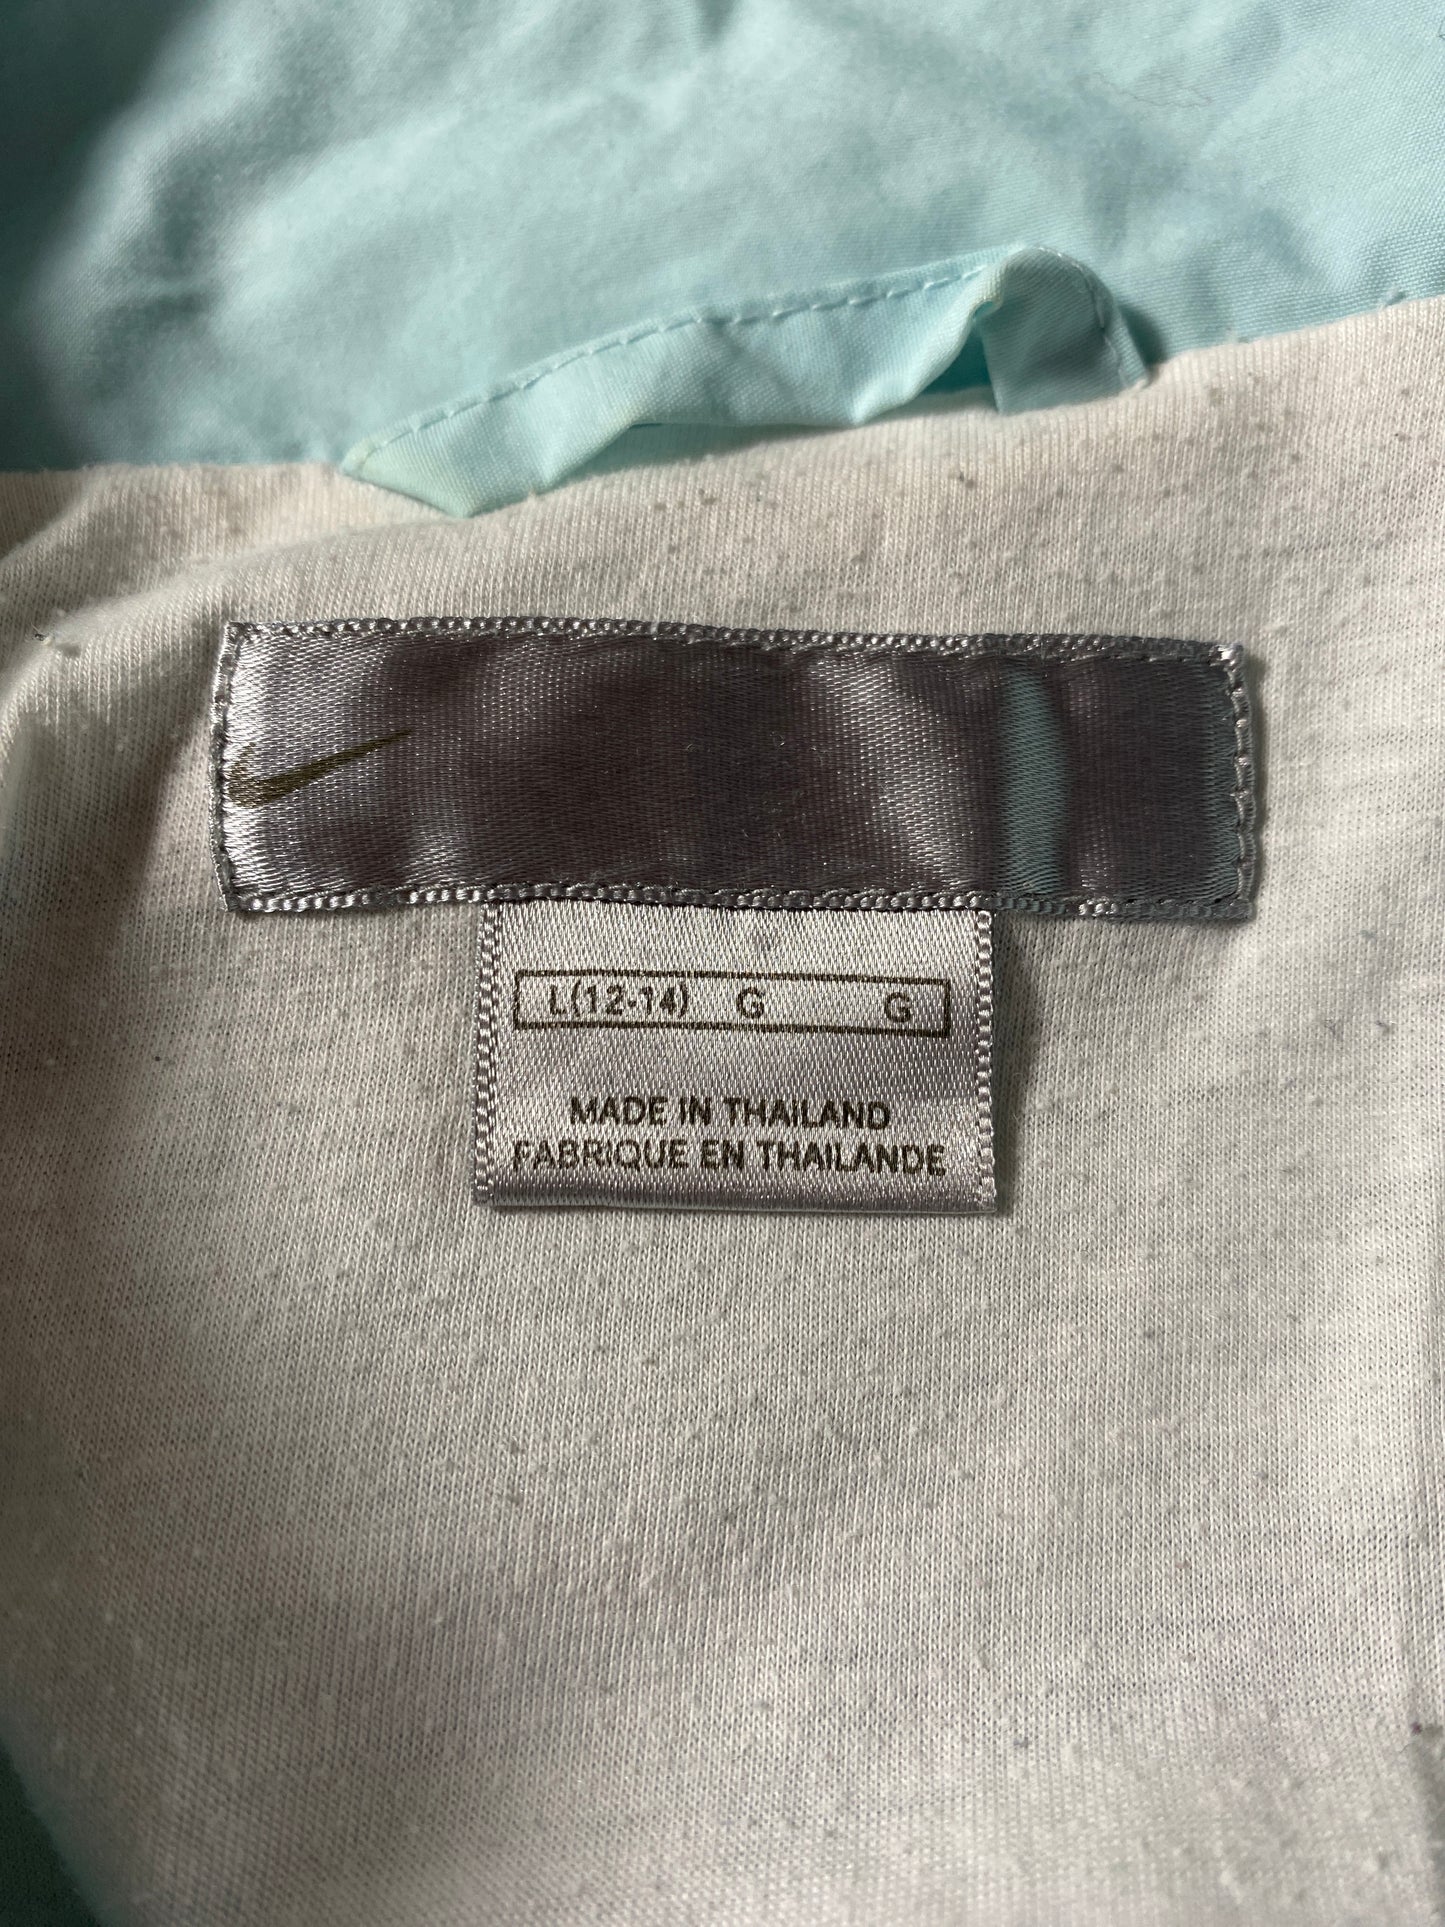 L(12-14) G G
MADE IN THAILAND
FABRIQUE EN THAILANDE